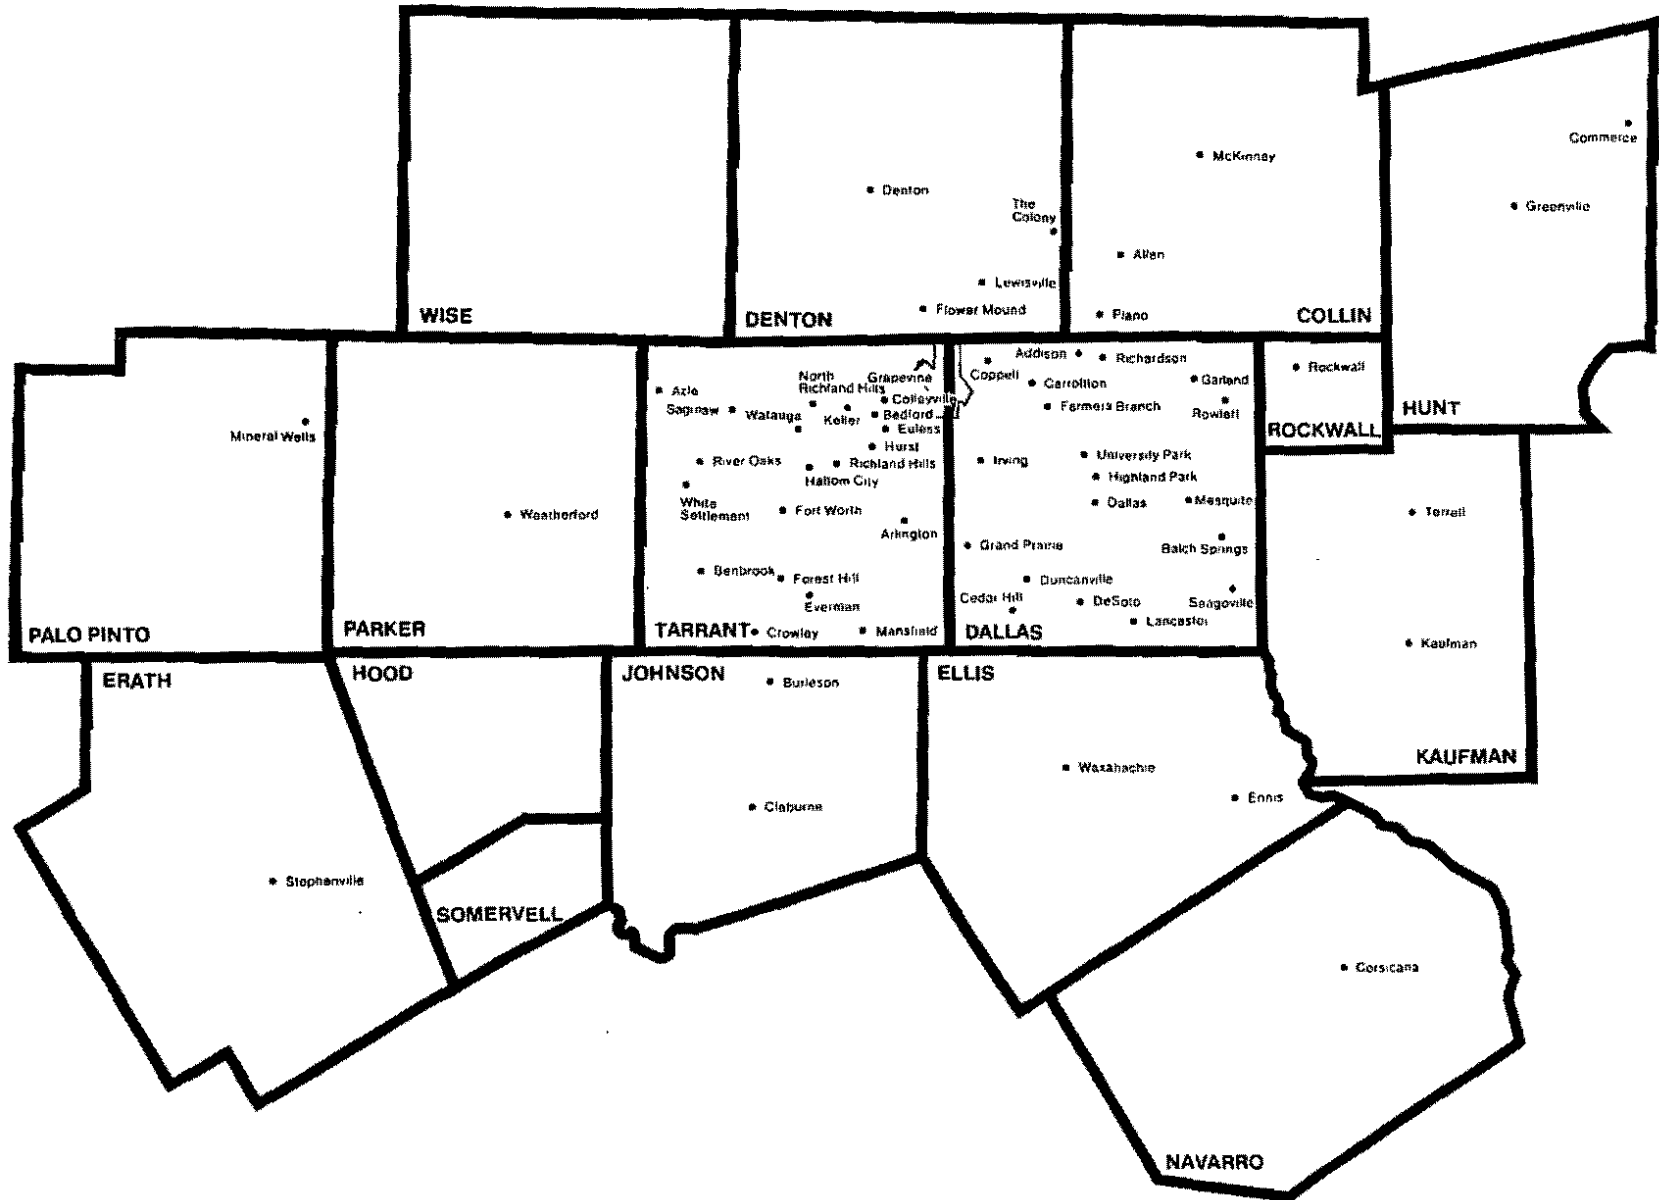 Commerce
McKinney
Denton
Greenville
The
Colony
Allen
Lewisville
Flower Mound
Plano
WISE
DENTON
COLLIN
HUNT
Mineral Wells
PALO PINTO
Weatherford
PARKER
Azle
Saginaw
North
Richland Hills
Grapevine
Colleyville
Watauga
Keller
Bedford
Euless
Hurst
River Oaks
Richland Hills
Haltom City
White
Settlement
Fort Worth
Arlington
Benbrook
Forest Hill
Everman
TARRANT
Crowley
Mansfield
Addison
Richardson
Coppell
Carrollton
Garland
Farmers Branch
Rowlett
Irving
University Park
Highland Park
Dallas
Mesquite
Grand Prairie
Balch Springs
Duncanville
Cedar Hill
DeSoto
Seagoville
Lancaster
DALLAS
Rockwall
ROCKWALL
Terrell
Kaufman
KAUFMAN
ERATH
Stephenville
HOOD
SOMERVELL
JOHNSON
Burleson
Cleburne
ELLIS
Waxahachie
Ennis
Corsicana
NAVARRO